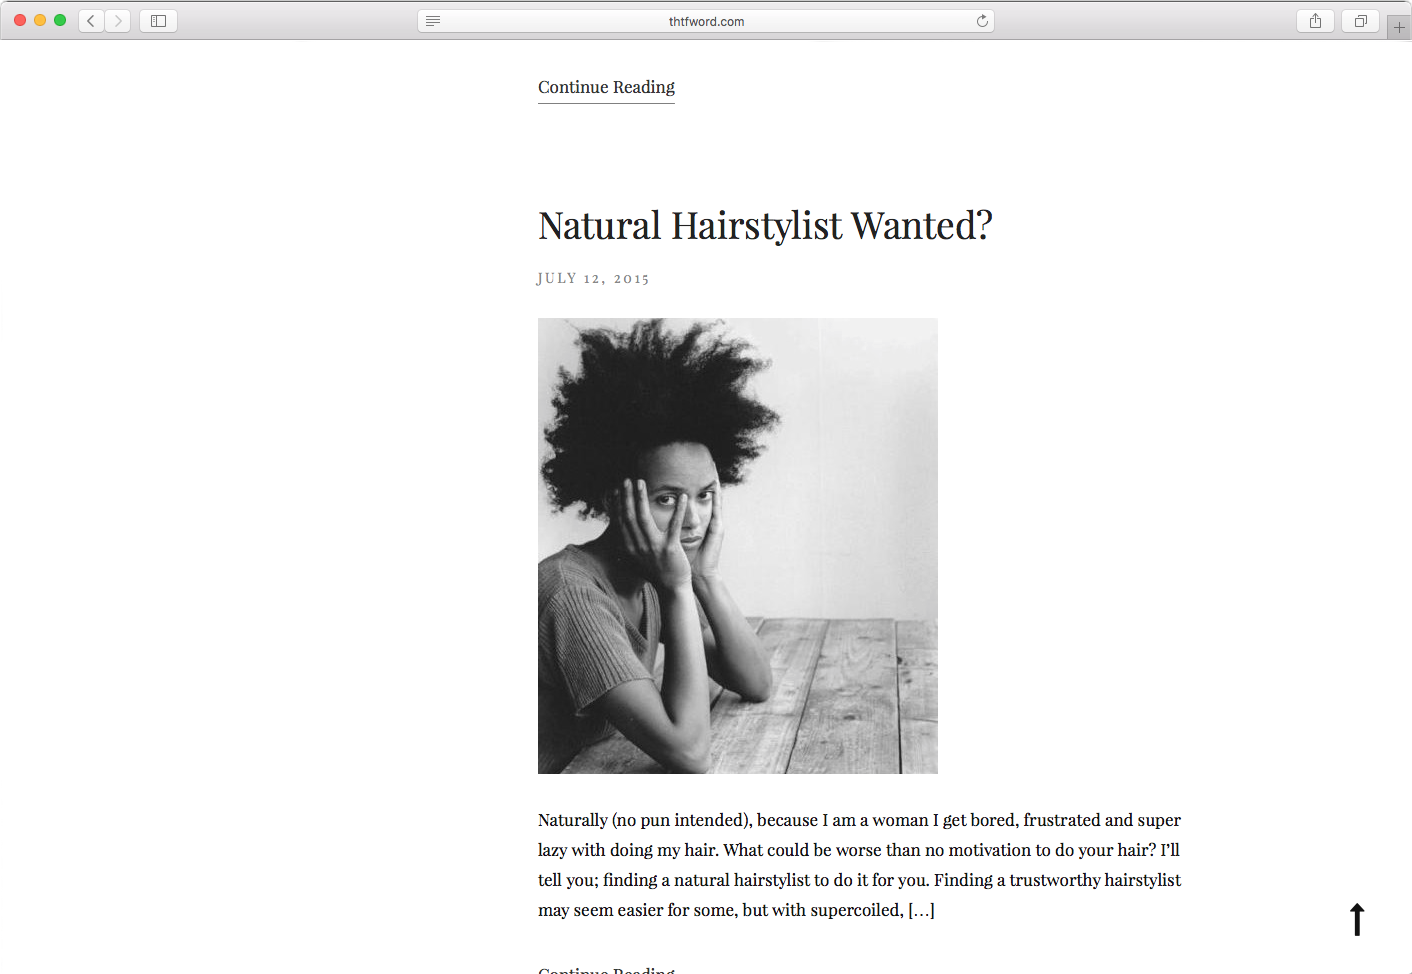 thtfword.com
Continue Reading
Natural Hairstylist Wanted?
JULY 12, 2015
Naturally (no pun intended), because I am a woman I get bored, frustrated and super
lazy with doing my hair. What could be worse than no motivation to do your hair? I’ll
tell you; finding a natural hairstylist to do it for you. Finding a trustworthy hairstylist
may seem easier for some, but with supercoiled, […]
Continue Reading